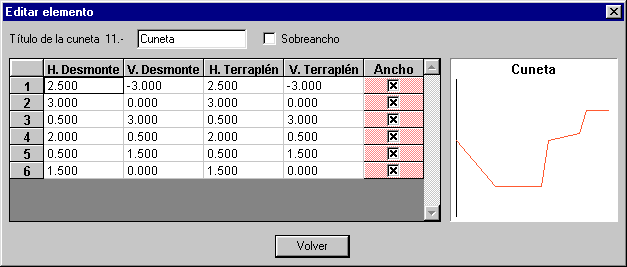 Editar elemento
Título de la cuneta 11.- Cuneta Sobreancho
H. Desmonte V. Desmonte H. Terraplén V. Terraplén Ancho
1 2.500 -3.000 2.500 -3.000
2 3.000 0.000 3.000 0.000
3 0.500 3.000 0.500 3.000
4 2.000 0.500 2.000 0.500
5 0.500 1.500 0.500 1.500
6 1.500 0.000 1.500 0.000
Cuneta
Volver